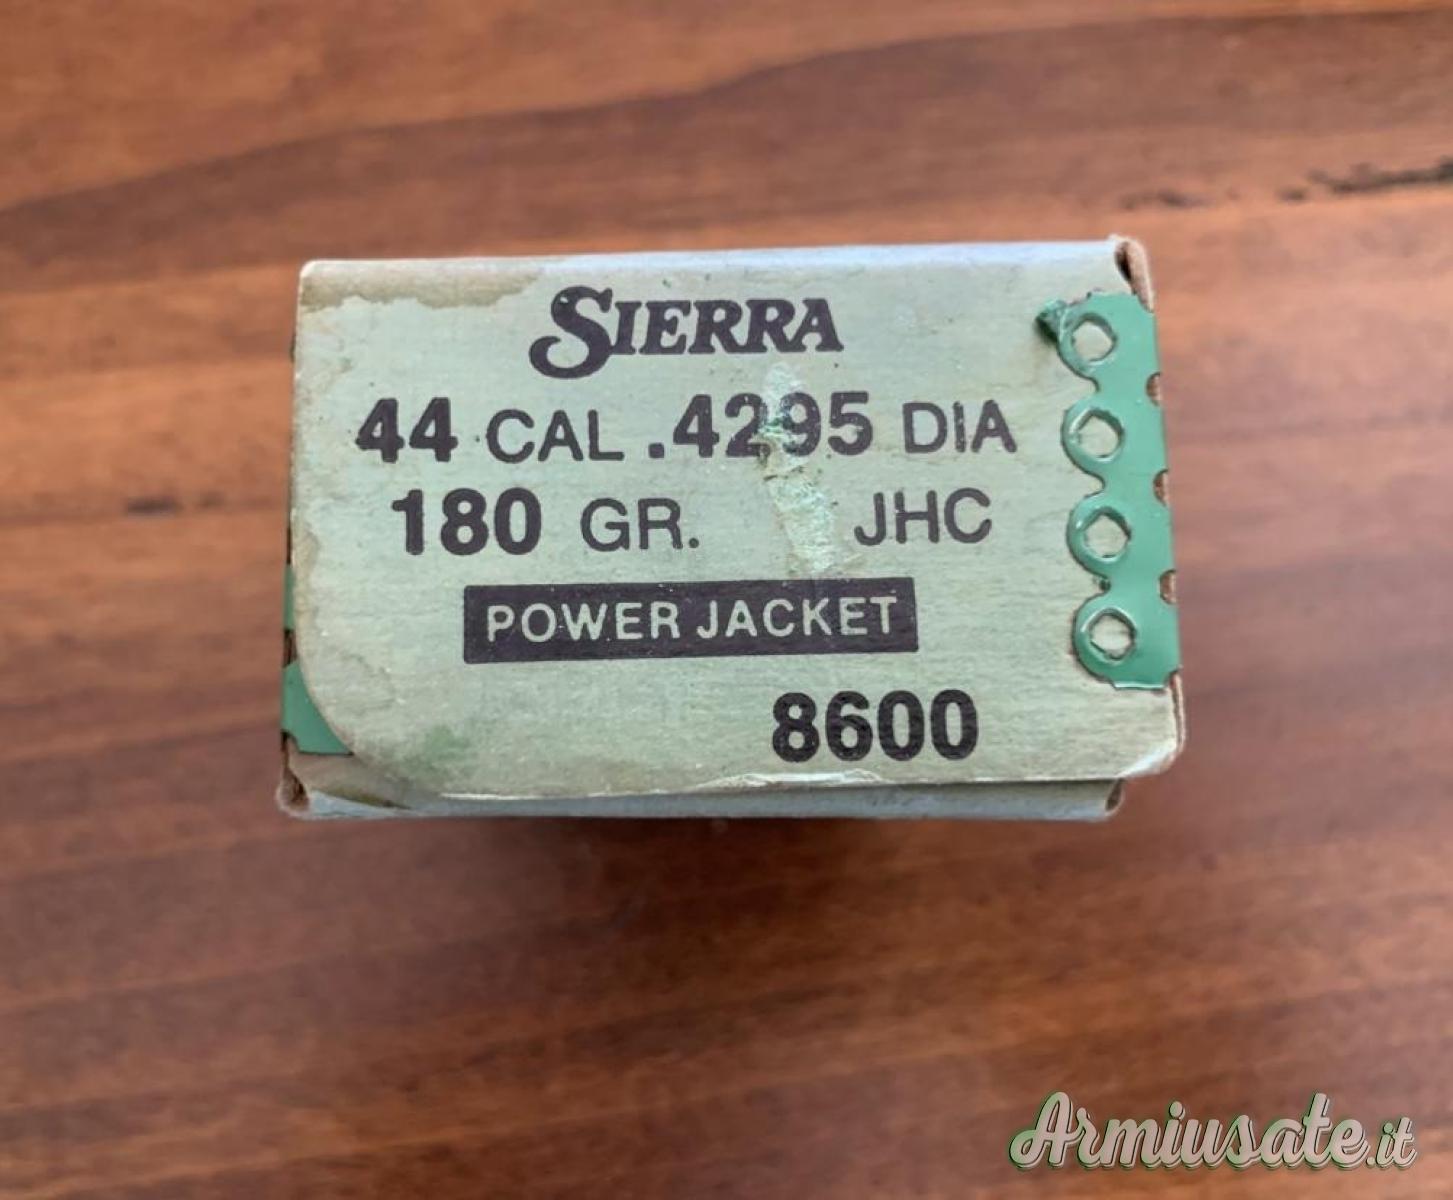 SIERRA
44 CAL .4295 DIA
180 GR. JHC
POWER JACKET
8600
Armiusate.it